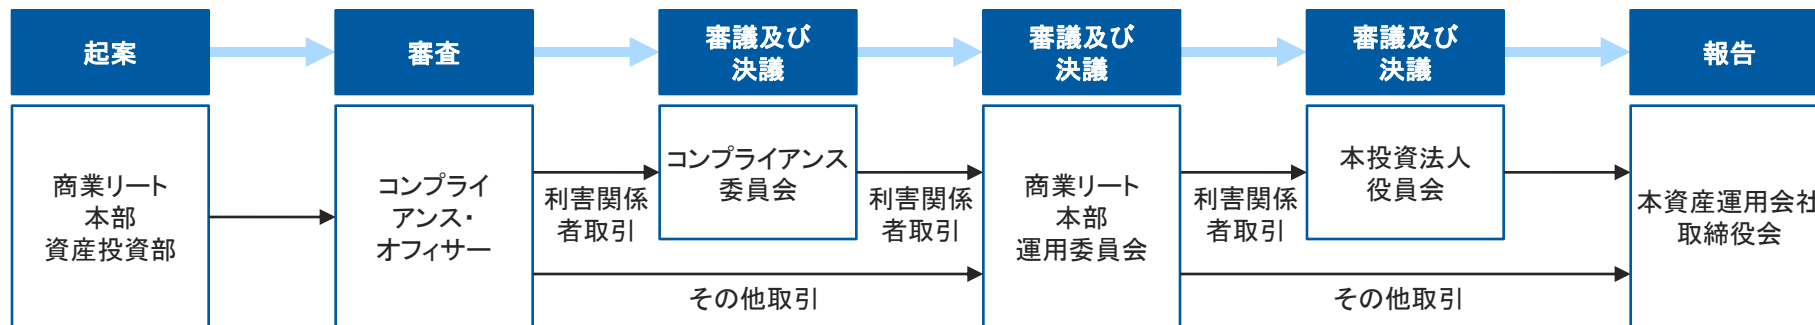 起案
審査
審議及び
決議
審議及び
決議
審議及び
決議
報告
商業リート
本部
資産投資部
コンプライ
アンス・
オフィサー
利害関係
者取引
コンプライアンス
委員会
利害関係
者取引
その他取引
商業リート
本部
運用委員会
利害関係
者取引
本投資法人
役員会
その他取引
本資産運用会社
取締役会